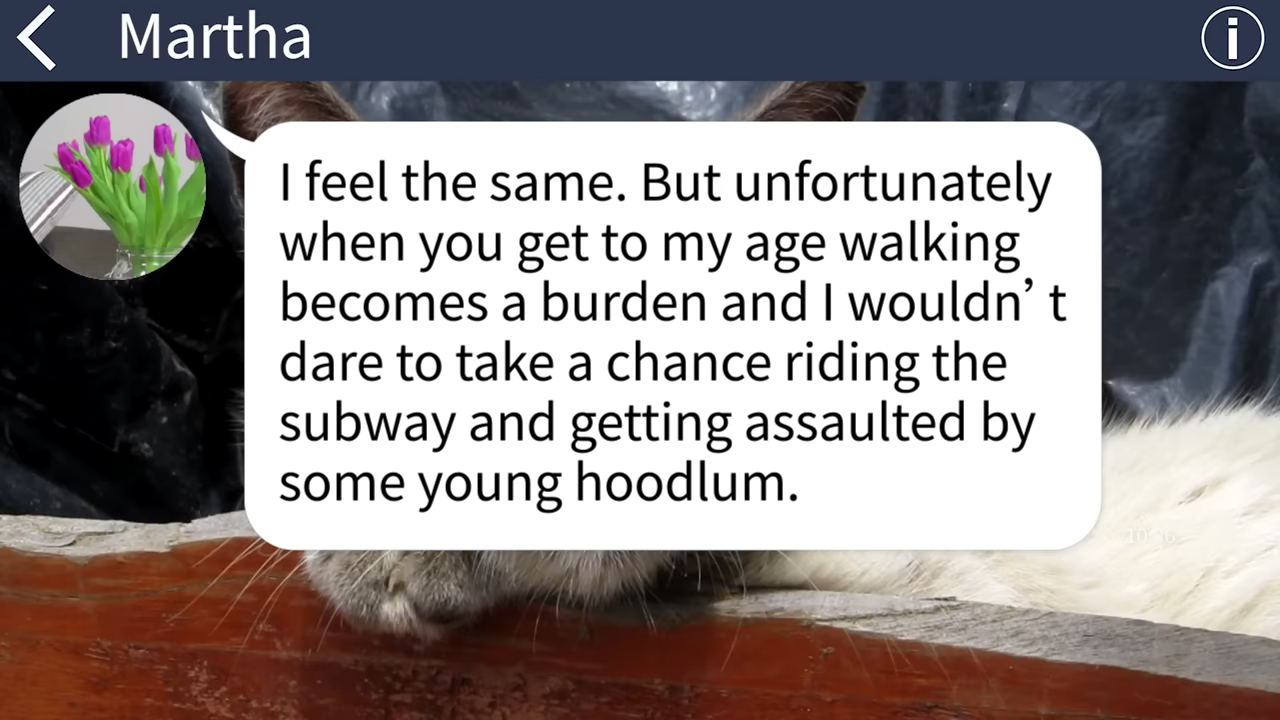 Martha
I feel the same. But unfortunately
when you get to my age walking
becomes a burden and I wouldn’t
dare to take a chance riding the
subway and getting assaulted by
some young hoodlum.